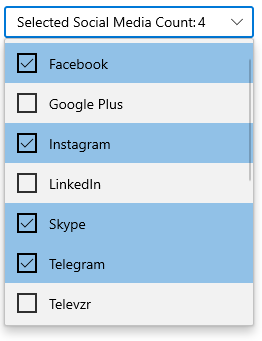 Selected Social Media Count: 4
Facebook
Google Plus
Instagram
LinkedIn
Skype
Telegram
Televzr